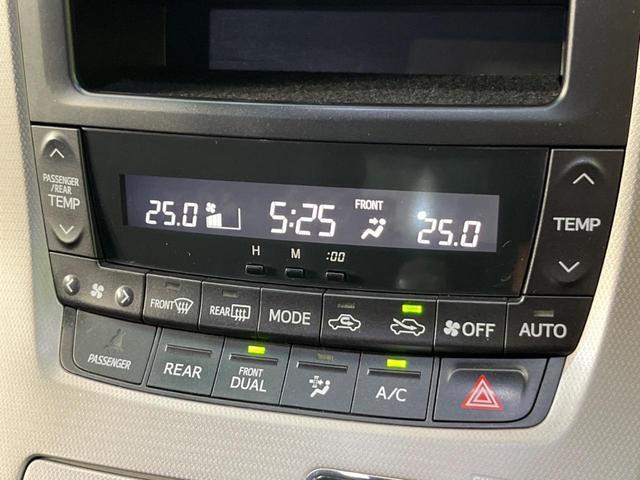 PASSENGER
/REAR
TEMP
25.0
5:25
FRONT
25.0
TEMP
H
M
:00
FRONT
REAR
MODE
OFF
AUTO
PASSENGER
REAR
FRONT
DUAL
A/C